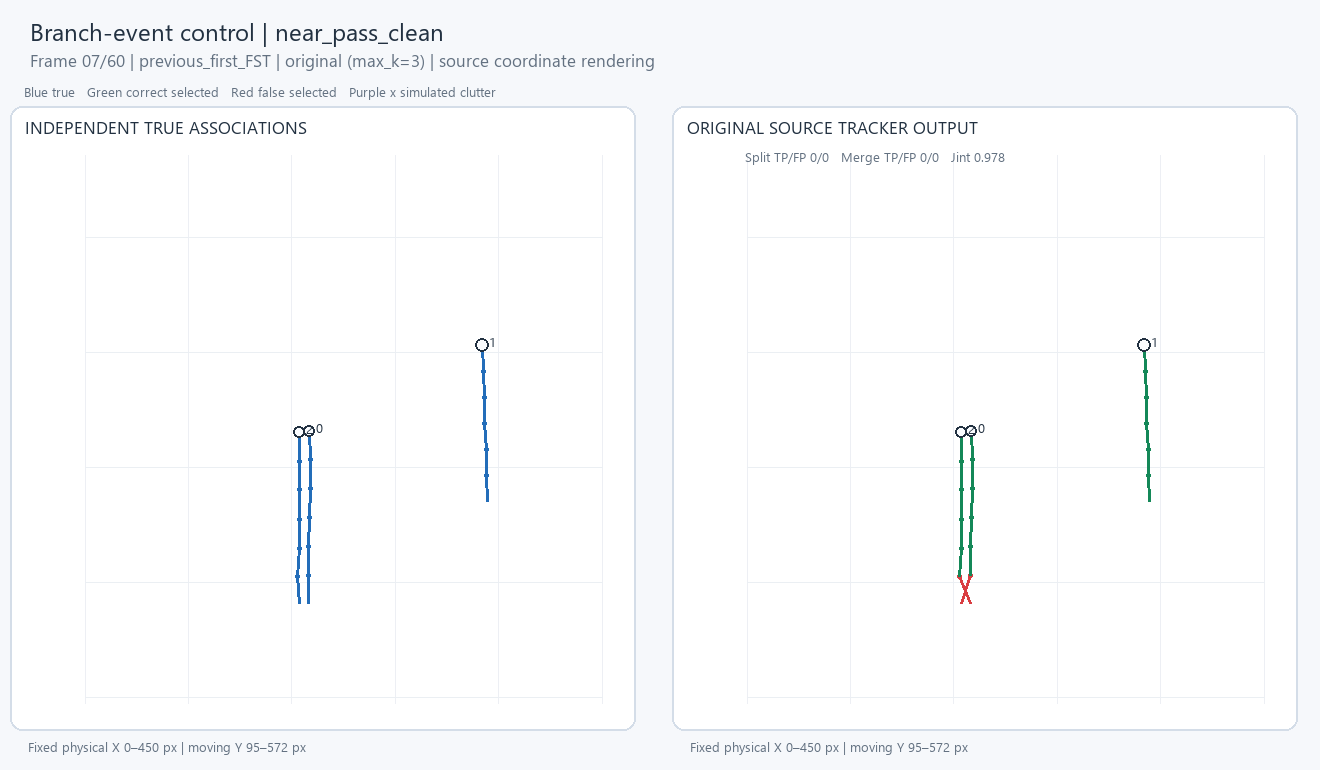 Branch-event control | near_pass_clean
Frame 07/60 | previous_first_FST | original (max_k=3) | source coordinate rendering
Blue true   Green correct selected   Red false selected   Purple x simulated clutter
INDEPENDENT TRUE ASSOCIATIONS
1
2 0
Fixed physical X 0–450 px | moving Y 95–572 px
ORIGINAL SOURCE TRACKER OUTPUT
Split TP/FP 0/0   Merge TP/FP 0/0   Jint 0.978
1
2 0
Fixed physical X 0–450 px | moving Y 95–572 px